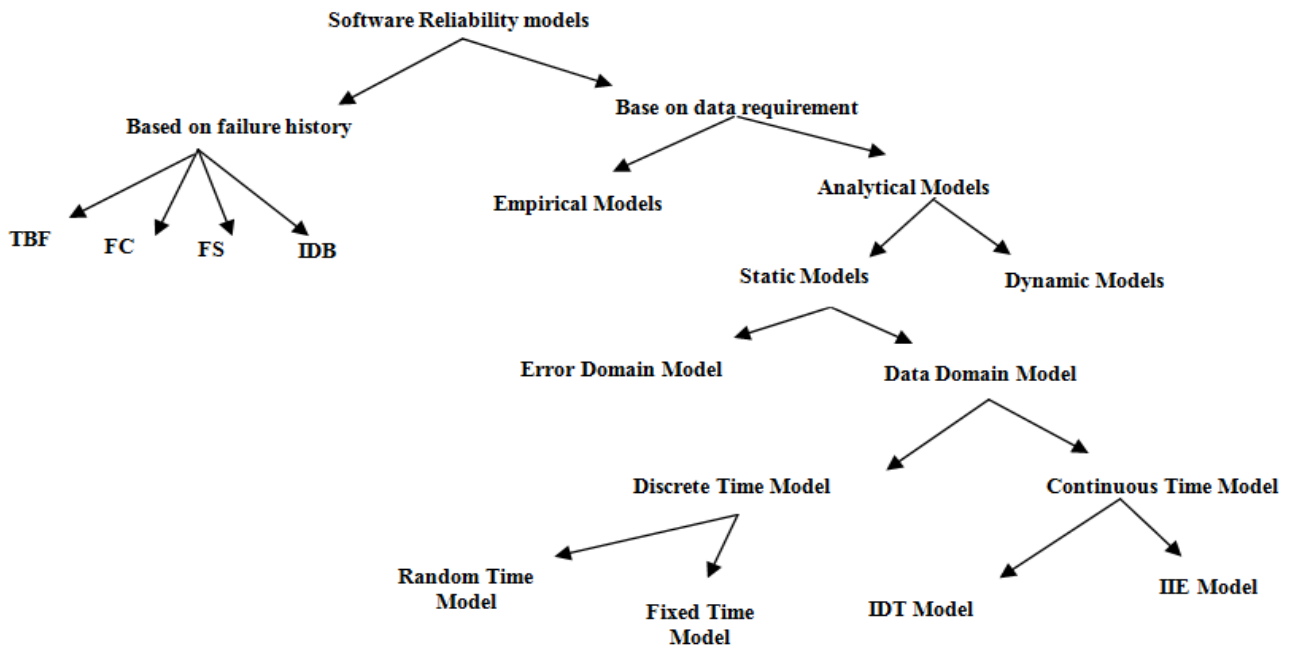 Software Reliability models
Based on failure history
Base on data requirement
TBF
FC
FS
IDB
Empirical Models
Analytical Models
Static Models
Dynamic Models
Error Domain Model
Data Domain Model
Discrete Time Model
Continuous Time Model
Random Time
Model
Fixed Time
Model
IDT Model
IIE Model